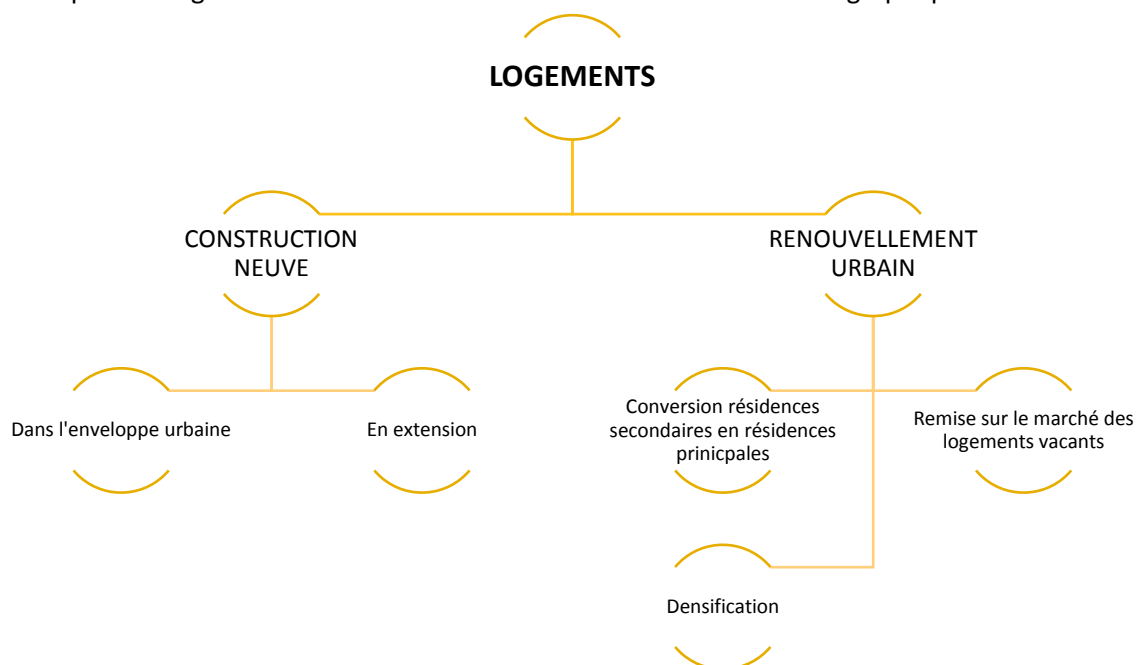 LOGEMENTS
CONSTRUCTION
NEUVE
RENOUVELLEMENT
URBAIN
Dans l'enveloppe urbaine
En extension
Conversion résidences
secondaires en résidences
prinicpales
Remise sur le marché des
logements vacants
Densification